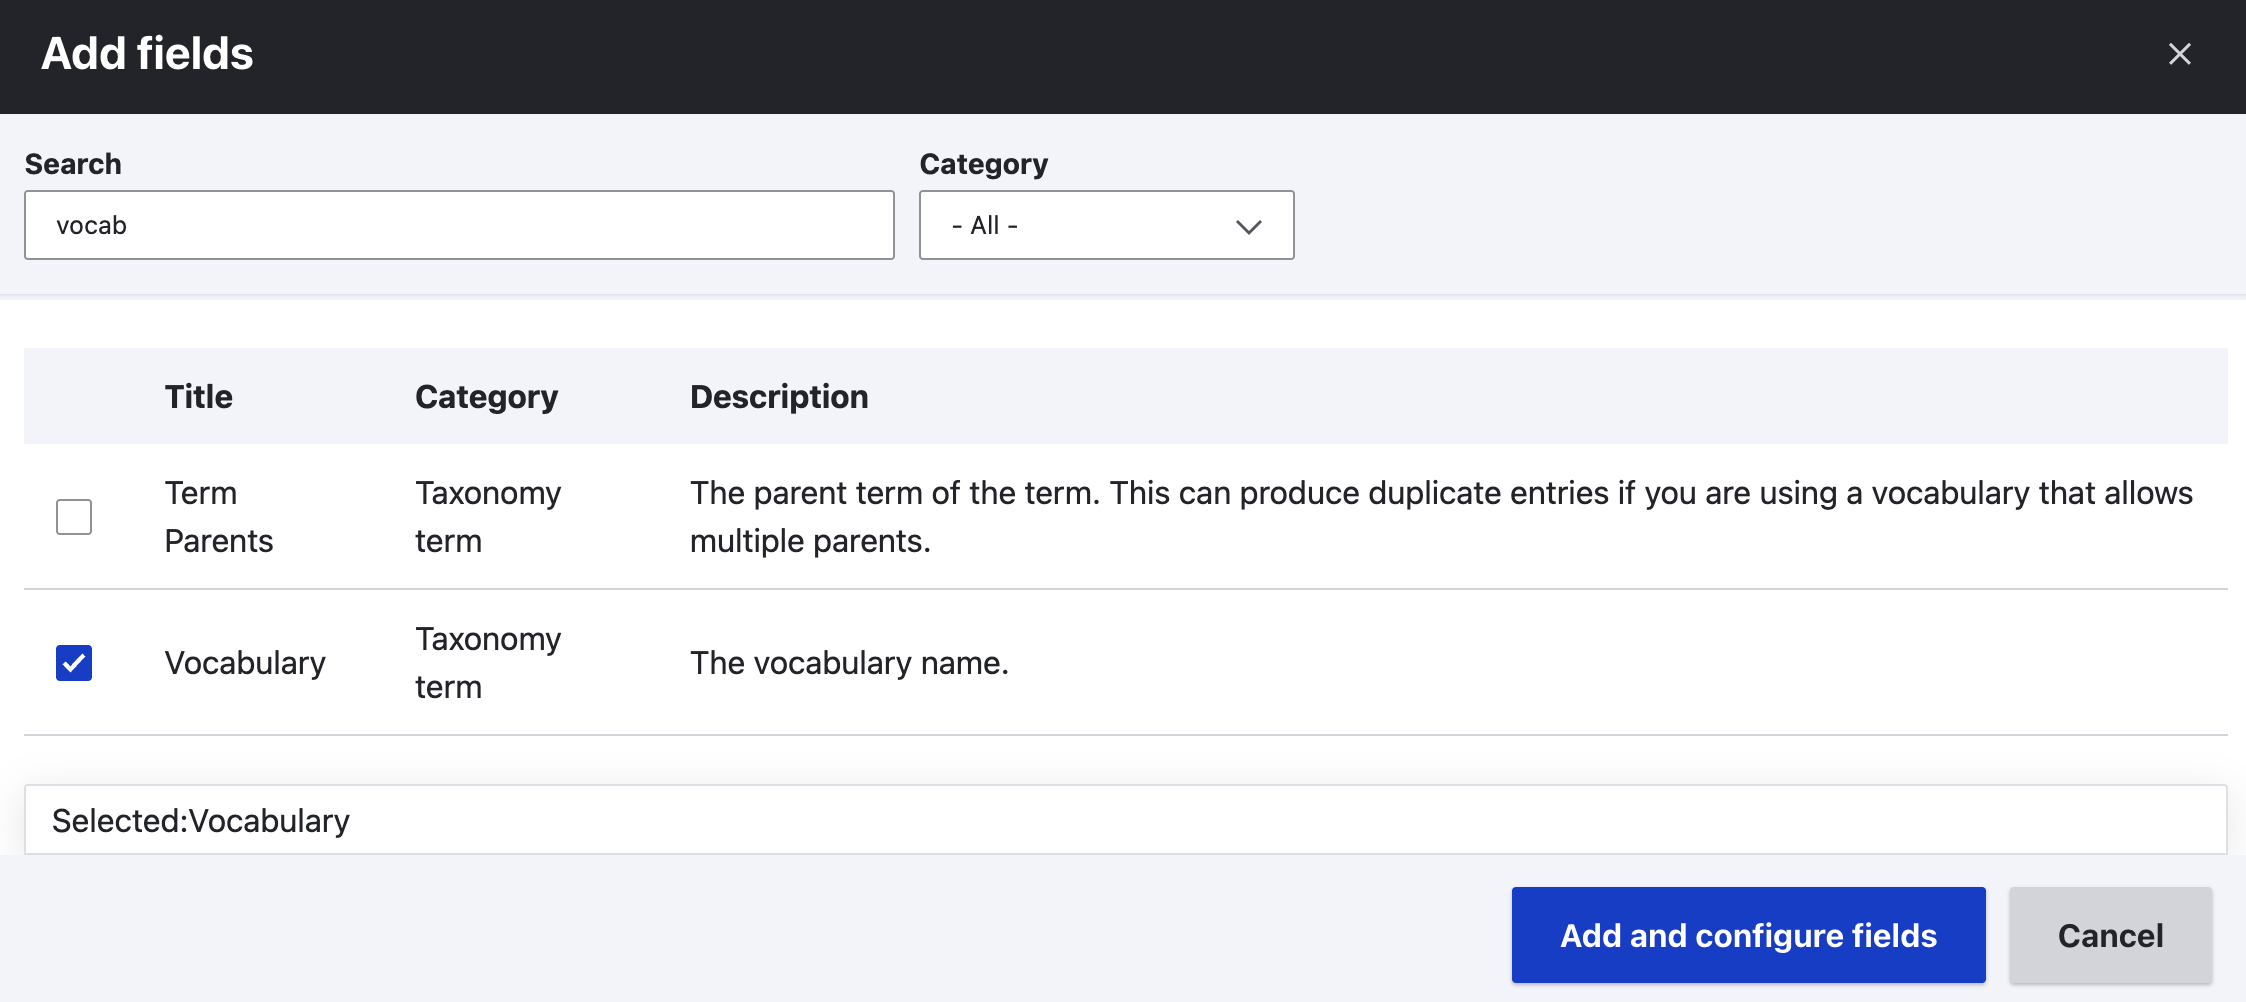 Add fields
Search
Category
vocab
- All -
Title
Category
Description
Term
Parents
Taxonomy
term
The parent term of the term. This can produce duplicate entries if you are using a vocabulary that allows
multiple parents.
Vocabulary
Taxonomy
term
The vocabulary name.
Selected:Vocabulary
Add and configure fields
Cancel